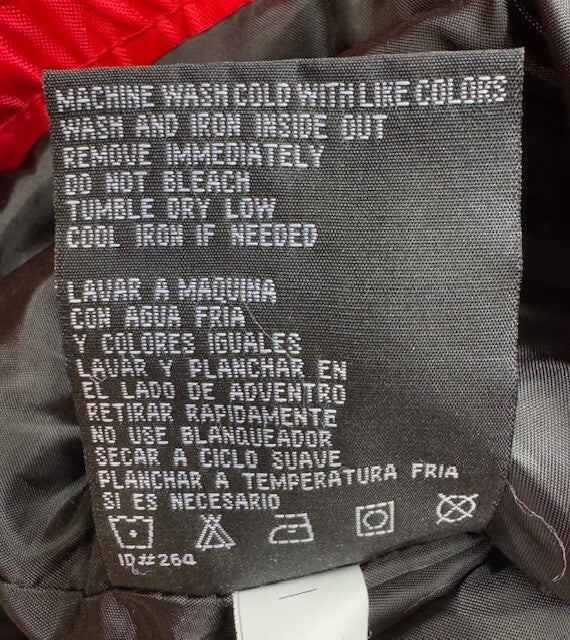 MACHINE WASH COLD WITH LIKE COLORS
WASH AND IRON INSIDE OUT
REMOVE IMMEDIATELY
DO NOT BLEACH
TUMBLE DRY LOW
COOL IRON IF NEEDED
LAVAR A MAQUINA
CON AGUA FRIA
Y COLORES IGUALES
LAVAR Y PLANCHAR EN
EL LADO DE ADVENTRO
RETIRAR RÁPIDAMENTE
NO USE BLANQUEADOR
SECAR A CICLO SUAVE
PLANCHAR A TEMPERATURA FRIA
SI ES NECESARIO
ID# 264